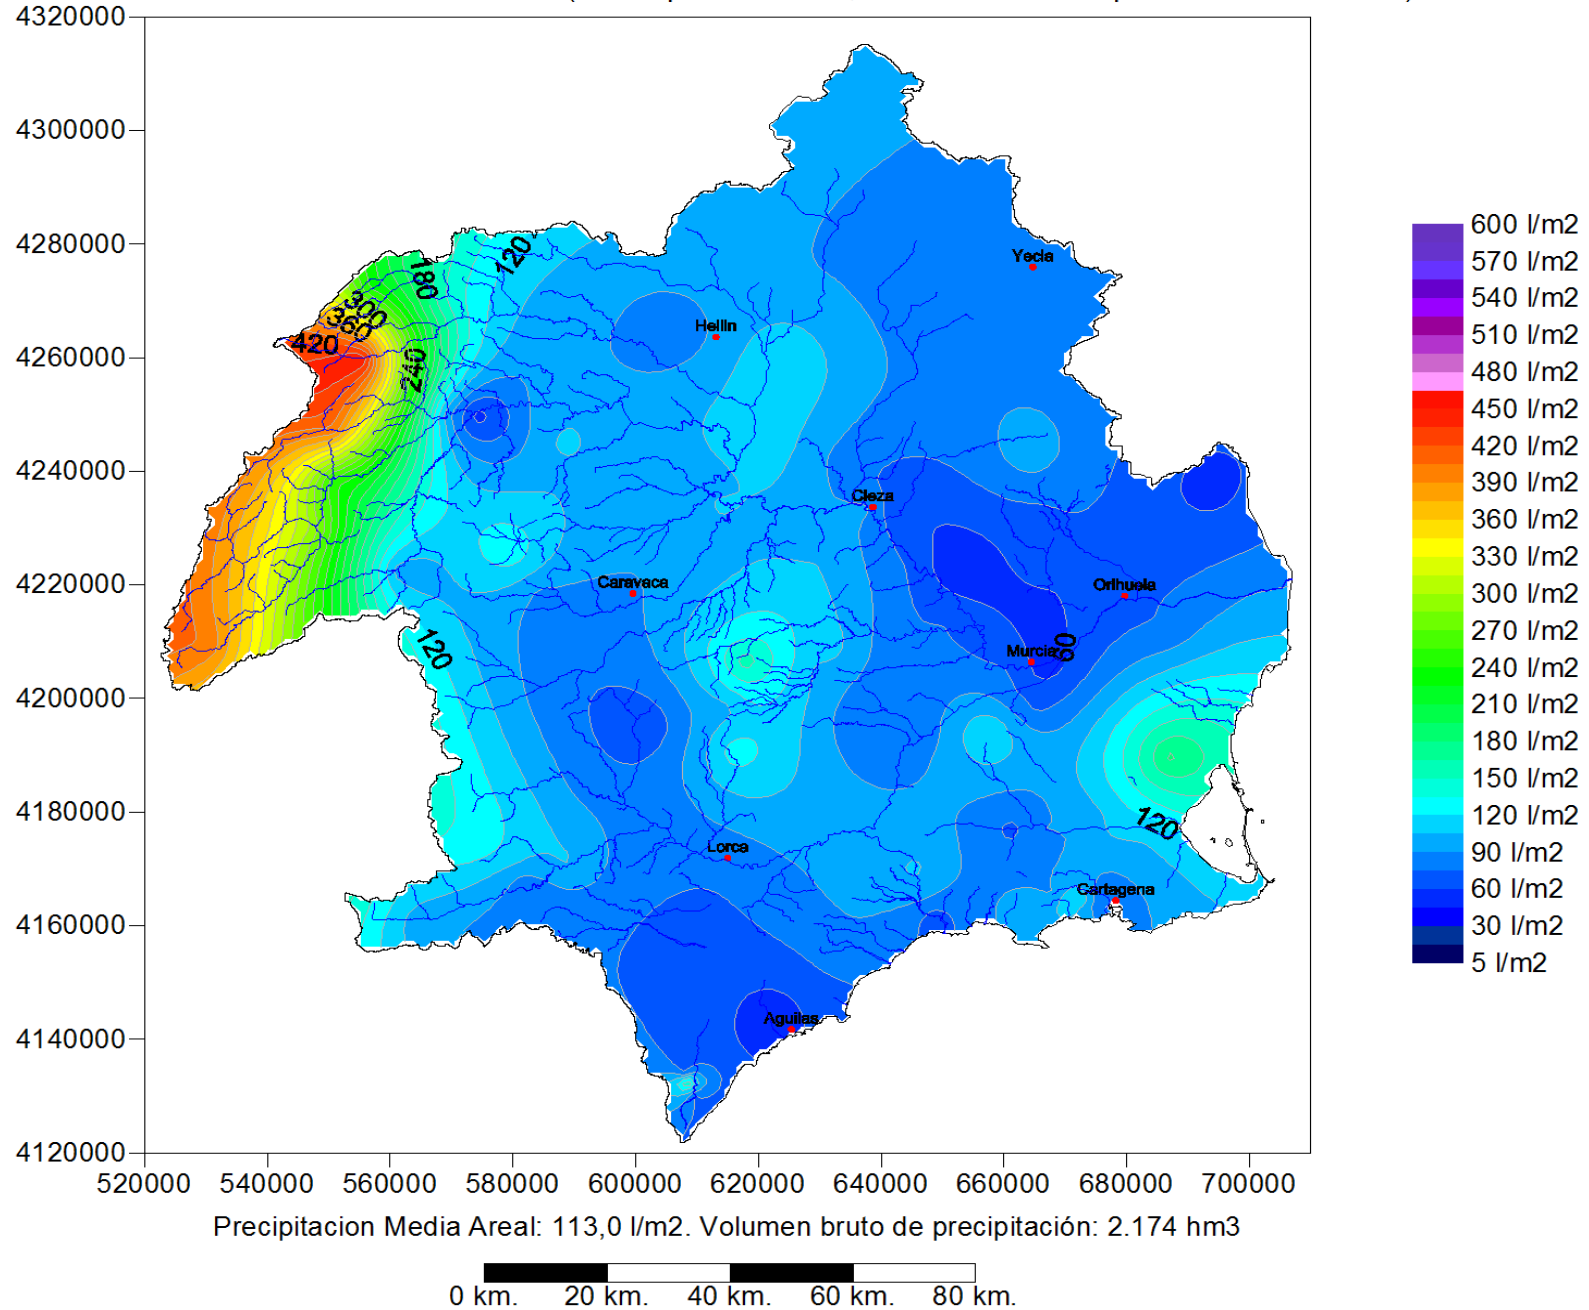 4320000
4300000
4280000
4260000
4240000
4220000
4200000
4180000
4160000
4140000
4120000
520000 540000 560000 580000 600000 620000 640000 660000 680000 700000
120
180
300
360
420
240
120
60
120
Yecla
Hellin
Cieza
Caravaca
Orihuela
Murcia
Lorca
Cartagena
Aguilas
600 l/m2
570 l/m2
540 l/m2
510 l/m2
480 l/m2
450 l/m2
420 l/m2
390 l/m2
360 l/m2
330 l/m2
300 l/m2
270 l/m2
240 l/m2
210 l/m2
180 l/m2
150 l/m2
120 l/m2
90 l/m2
60 l/m2
30 l/m2
5 l/m2
Precipitacion Media Areal: 113,0 l/m2. Volumen bruto de precipitación: 2.174 hm3
0 km. 20 km. 40 km. 60 km. 80 km.